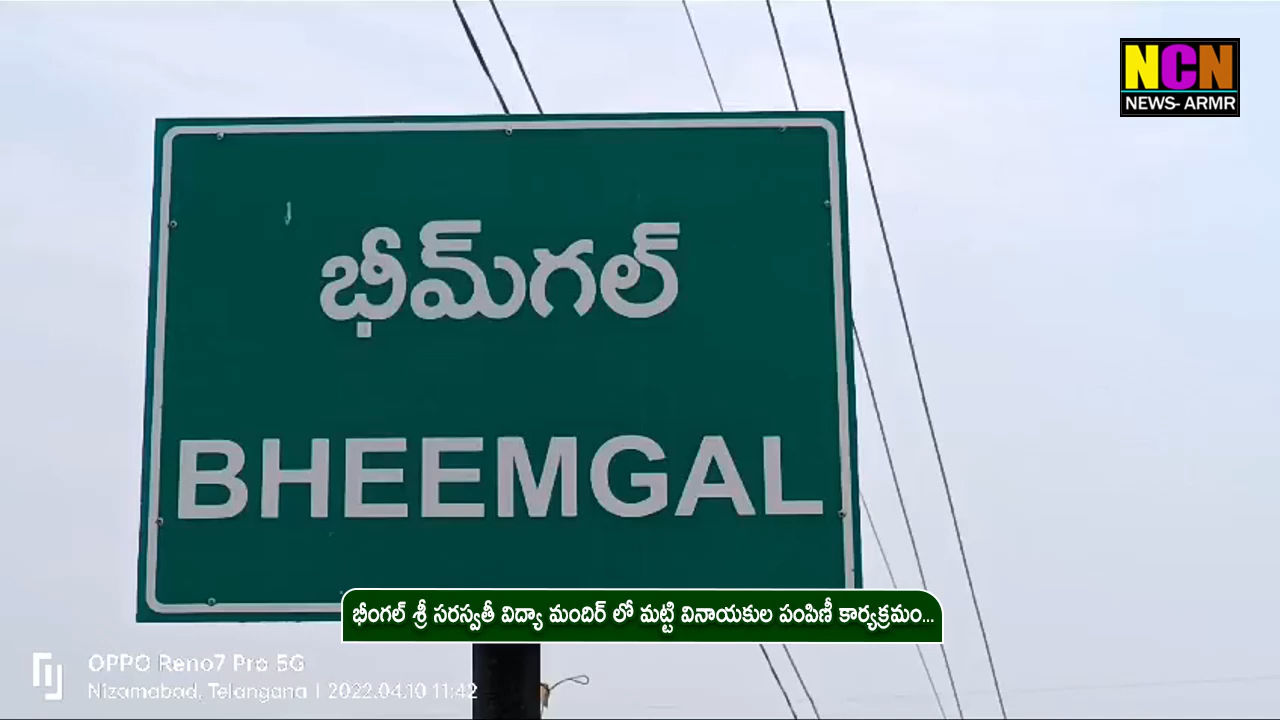 NCN
NEWS- ARMR
భీమ్‌గల్
BHEEMGAL
భీంగల్ శ్రీ సరస్వతీ విద్యా మందిర్ లో మట్టి వినాయకుల పంపిణీ కార్యక్రమం...
OPPO Reno7 Pro 5G
Nizamabad, Telangana | 2022.04.10 11:42